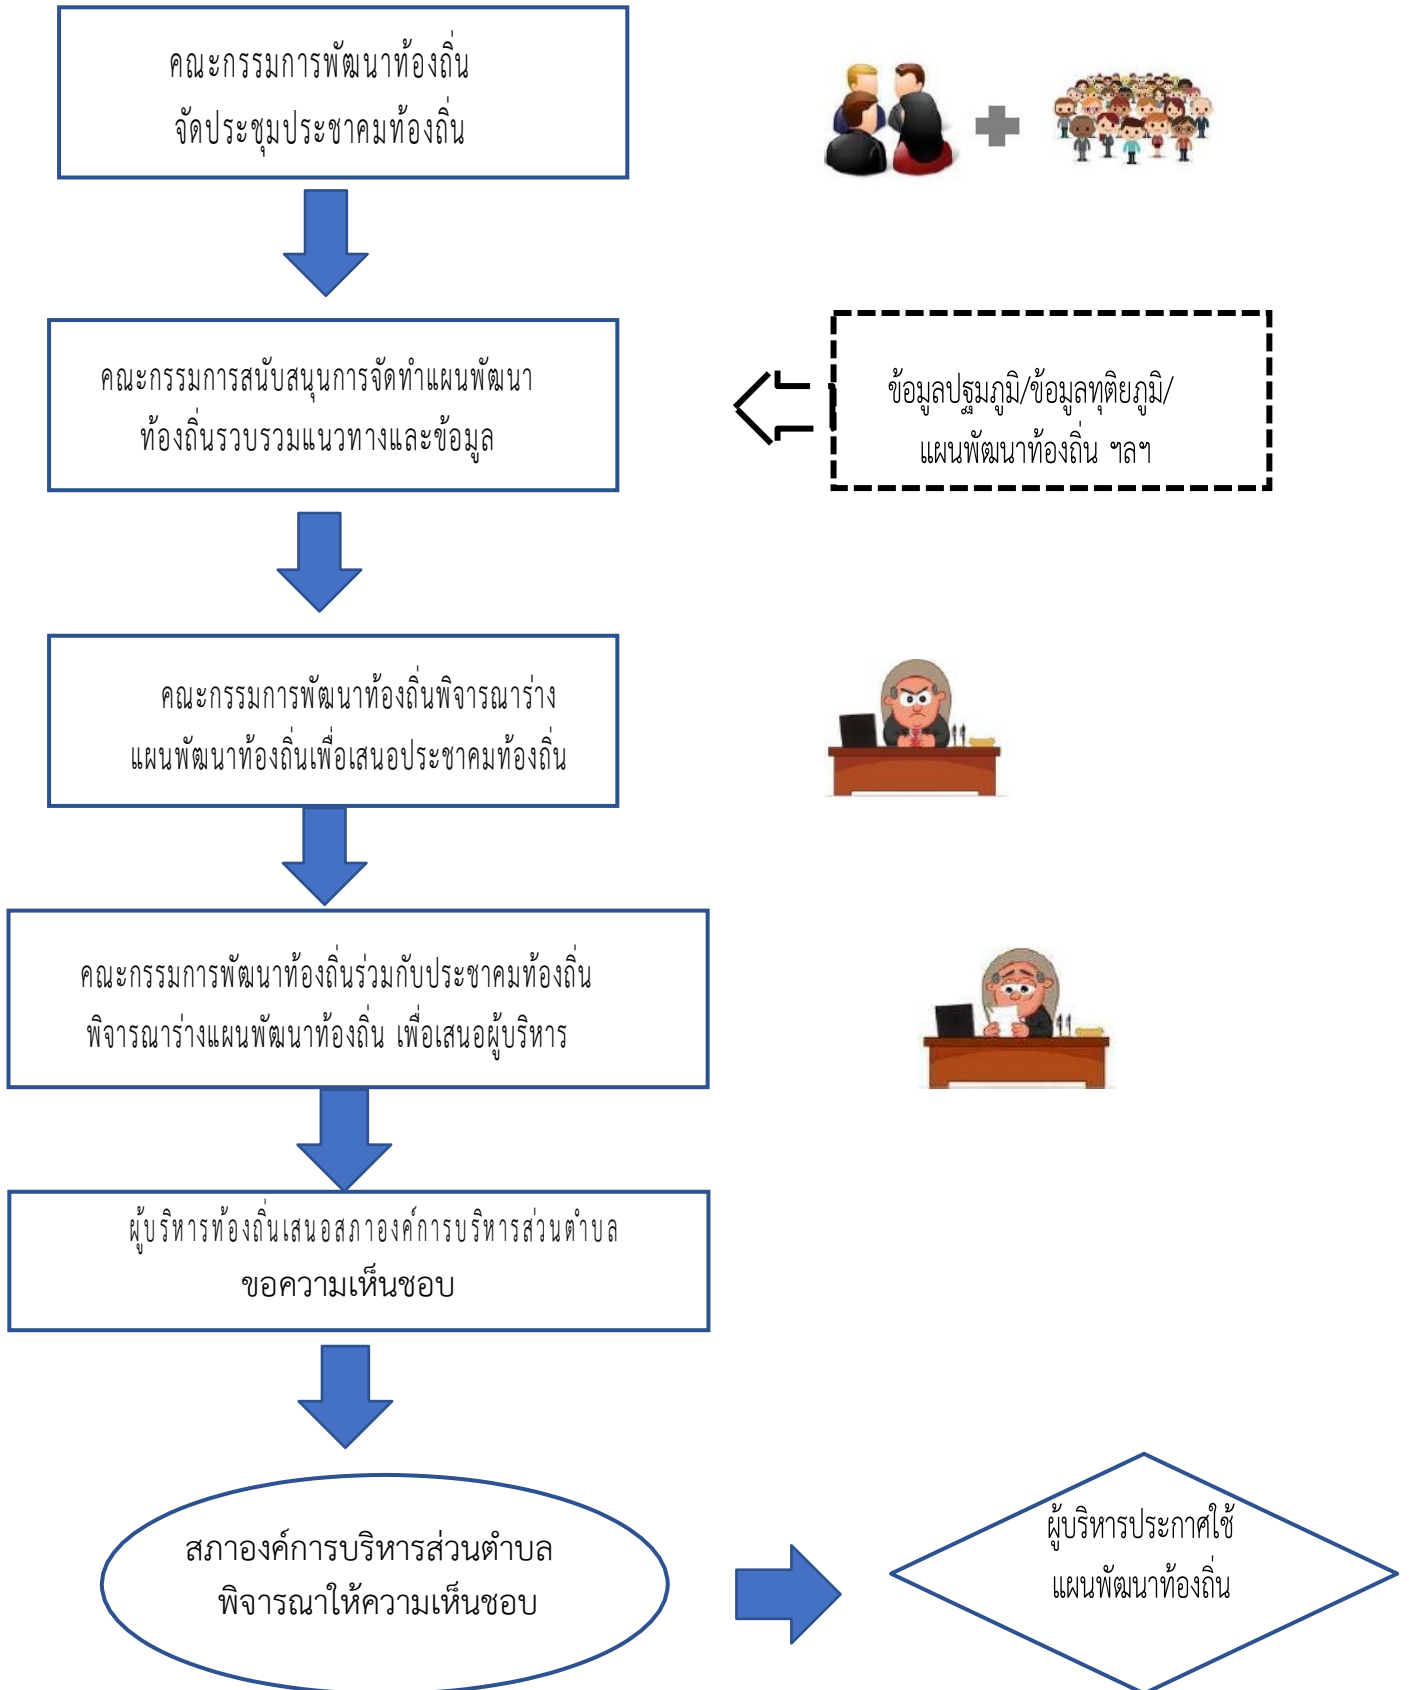 คณะกรรมการพัฒนาท้องถิ่น
จัดประชุมประชาคมท้องถิ่น
คณะกรรมการสนับสนุนการจัดทำแผนพัฒนา
ท้องถิ่นรวบรวมแนวทางและข้อมูล
ข้อมูลปฐมภูมิ/ข้อมูลทุติยภูมิ/
แผนพัฒนาท้องถิ่น ฯลฯ
คณะกรรมการพัฒนาท้องถิ่นพิจารณาร่าง
แผนพัฒนาท้องถิ่นเพื่อเสนอประชาคมท้องถิ่น
คณะกรรมการพัฒนาท้องถิ่นร่วมกับประชาคมท้องถิ่น
พิจารณาร่างแผนพัฒนาท้องถิ่น เพื่อเสนอผู้บริหาร
ผู้บริหารท้องถิ่นเสนอสภาองค์การบริหารส่วนตำบล
ขอความเห็นชอบ
สภาองค์การบริหารส่วนตำบล
พิจารณาให้ความเห็นชอบ
ผู้บริหารประกาศใช้
แผนพัฒนาท้องถิ่น